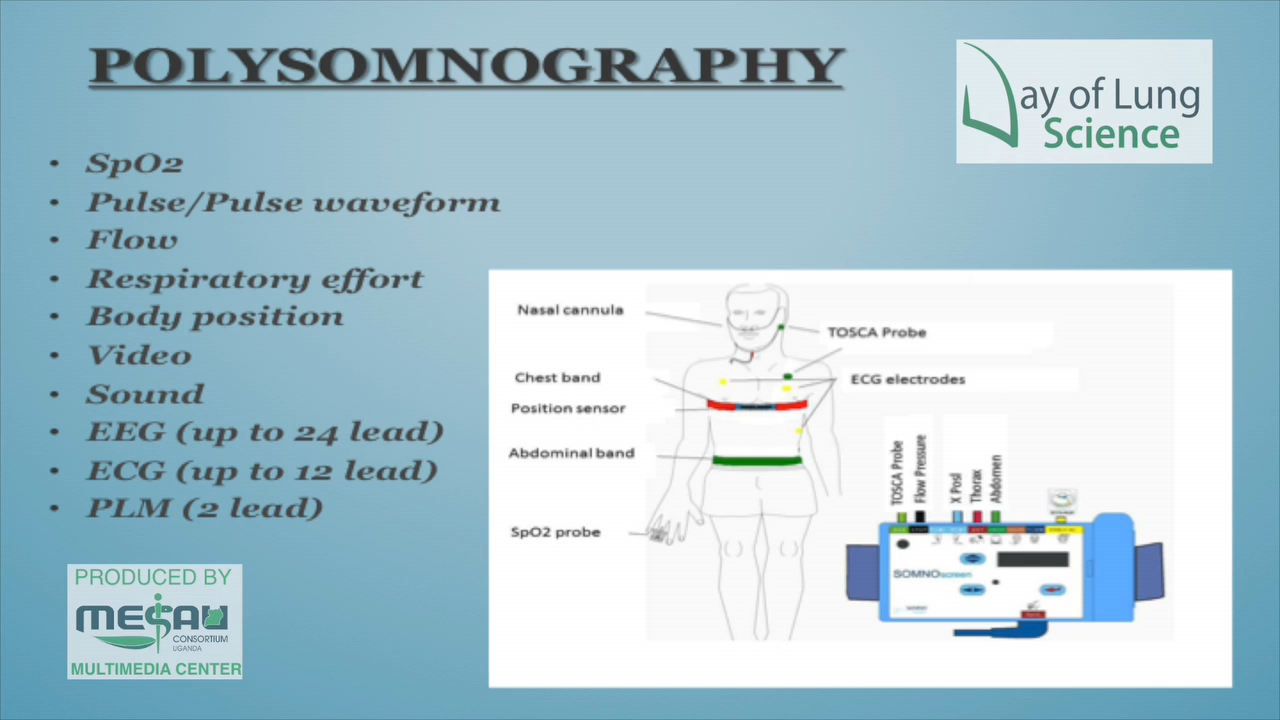 POLYSOMNOGRAPHY
ay of Lung
Science
• SpO2
• Pulse/Pulse waveform
• Flow
• Respiratory effort
• Body position
• Video
• Sound
• EEG (up to 24 lead)
• ECG (up to 12 lead)
• PLM (2 lead)
Nasal cannula
TOSCA Probe
Chest band
ECG electrodes
Position sensor
Abdominal band
SpO2 probe
TOSCA Probe
Flow Pressure
X Posl
Thorax
Abdomen
SOMNOscreen
PRODUCED BY
MESAU
CONSORTIUM
UGANDA
MULTIMEDIA CENTER